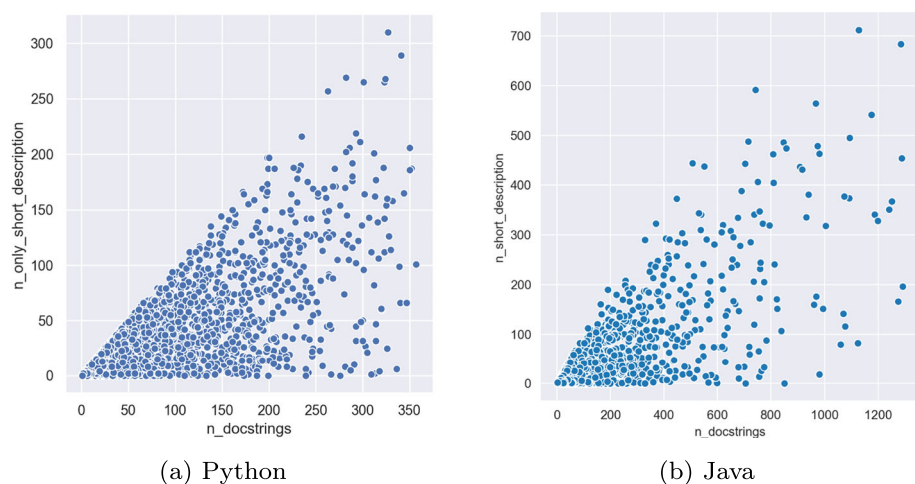 300
250
200
150
100
50
0
n_only_short_description
0 50 100 150 200 250 300 350
n_docstrings
(a) Python
700
600
500
400
300
200
100
0
n_short_description
0 200 400 600 800 1000 1200
n_docstrings
(b) Java